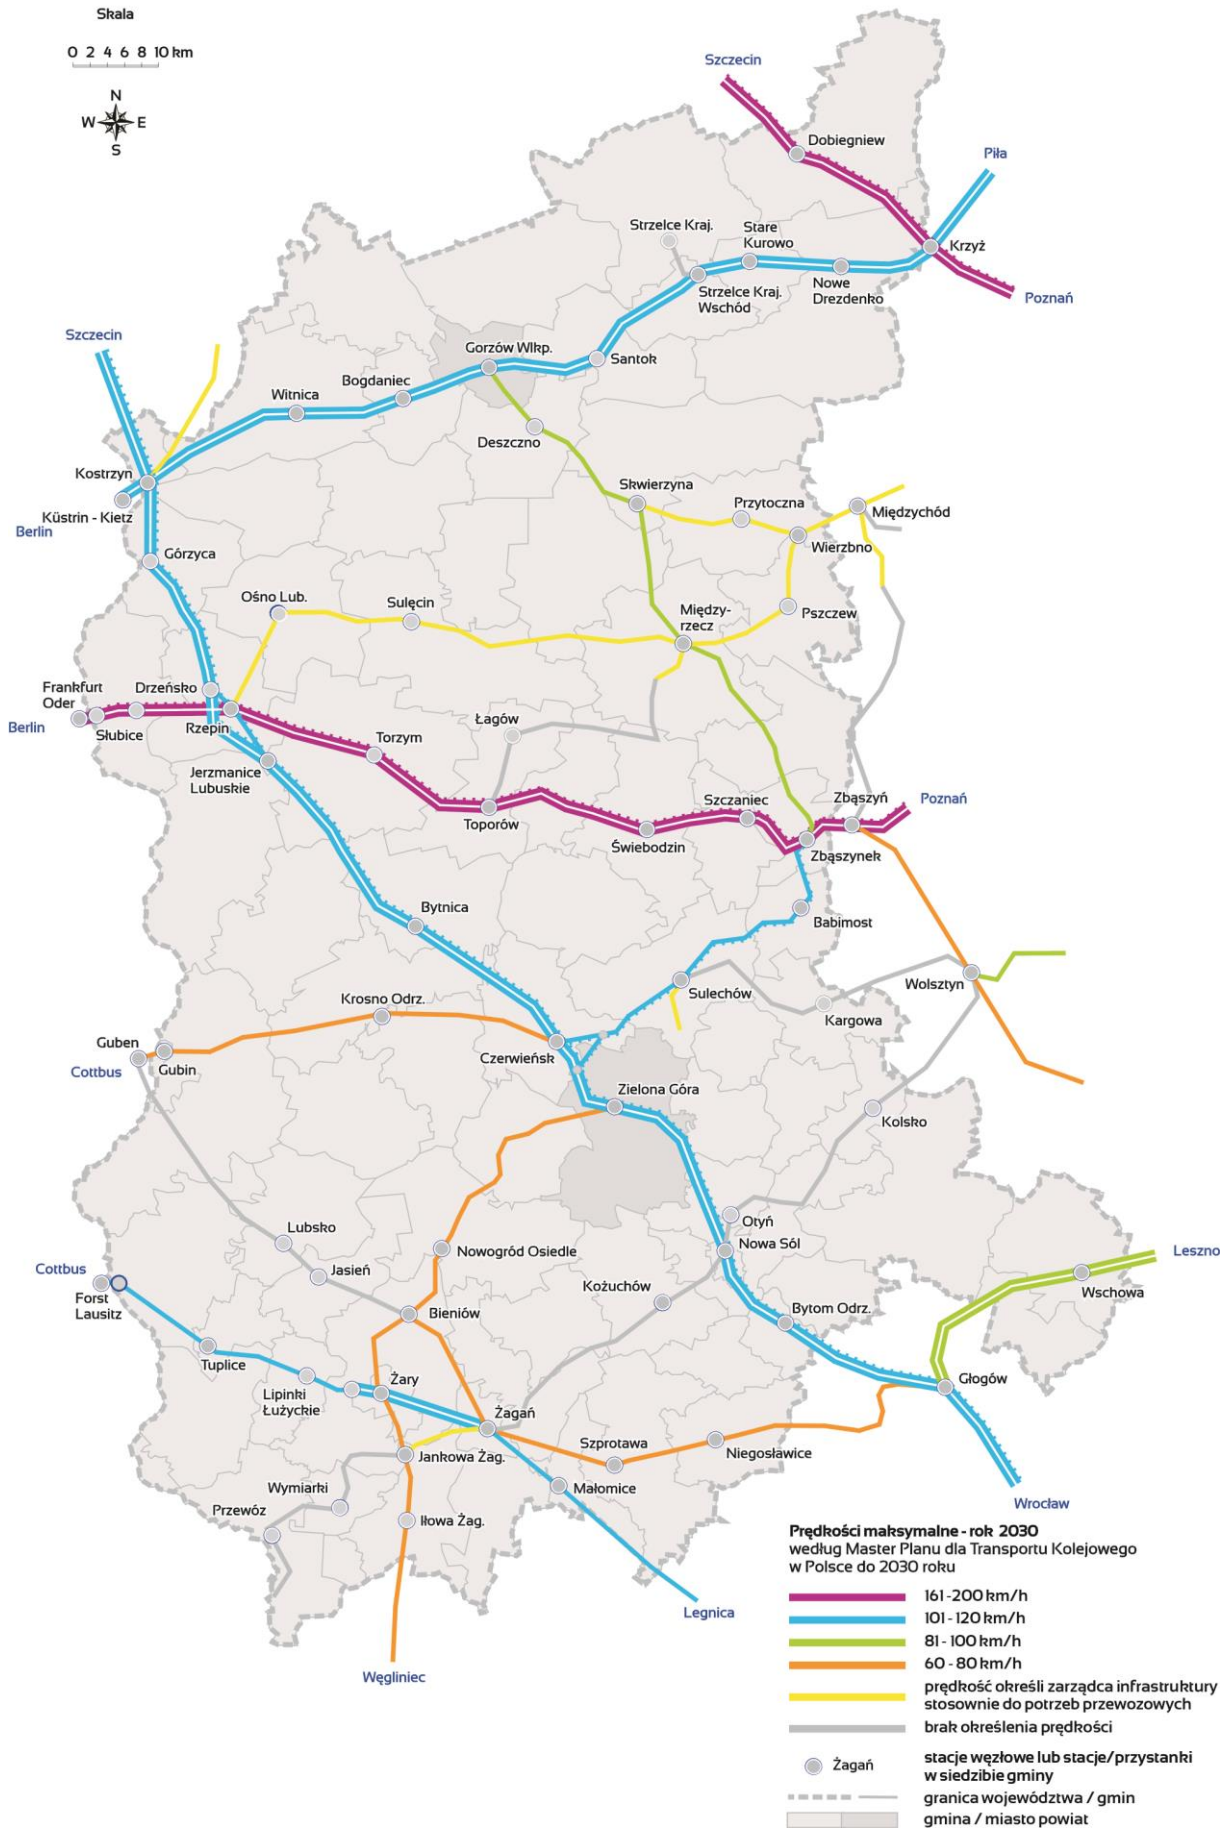 Skala
0 2 4 6 8 10 km
N
W E
S
Szczecin
Dobiegniew
Piła
Strzelce Kraj.
Stare
Kurowo
Krzyż
Strzelce Kraj.
Wschód
Nowe
Drezdenko
Poznań
Szczecin
Gorzów Wlkp.
Santok
Bogdaniec
Witnica
Deszczno
Kostrzyn
Skwierzyna
Przytoczna
Międzychód
Küstrin - Kietz
Berlin
Wierzbno
Górzyca
Ośno Lub.
Sulęcin
Między-
rzecz
Pszczew
Frankfurt
Oder
Drzeńsko
Berlin
Słubice
Rzepin
Łagów
Torzym
Jerzmanice
Lubuskie
Toporów
Szczaniec
Zbąszyń
Poznań
Świebodzin
Zbąszynek
Bytnica
Babimost
Sulechów
Wolsztyn
Krosno Odrz.
Kargowa
Guben
Cottbus
Gubin
Czerwieńsk
Zielona Góra
Kolsko
Otyń
Lubsko
Nowogród Osiedle
Nowa Sól
Leszno
Cottbus
Jasień
Kożuchów
Wschowa
Forst
Lausitz
Bieniów
Bytom Odrz.
Tuplice
Lipinki
Łużyckie
Żary
Głogów
Żagań
Szprotawa
Niegosławice
Jankowa Żag.
Małomice
Wymiarki
Przewóz
Iłowa Żag.
Wrocław
Legnica
Węgliniec
Prędkości maksymalne - rok 2030
według Master Planu dla Transportu Kolejowego
w Polsce do 2030 roku
161 - 200 km/h
101 - 120 km/h
81 - 100 km/h
60 - 80 km/h
prędkość określi zarządca infrastruktury
stosownie do potrzeb przewozowych
brak określenia prędkości
Żagań
stacje węzłowe lub stacje/przystanki
w siedzibie gminy
granica województwa / gmin
gmina / miasto powiat